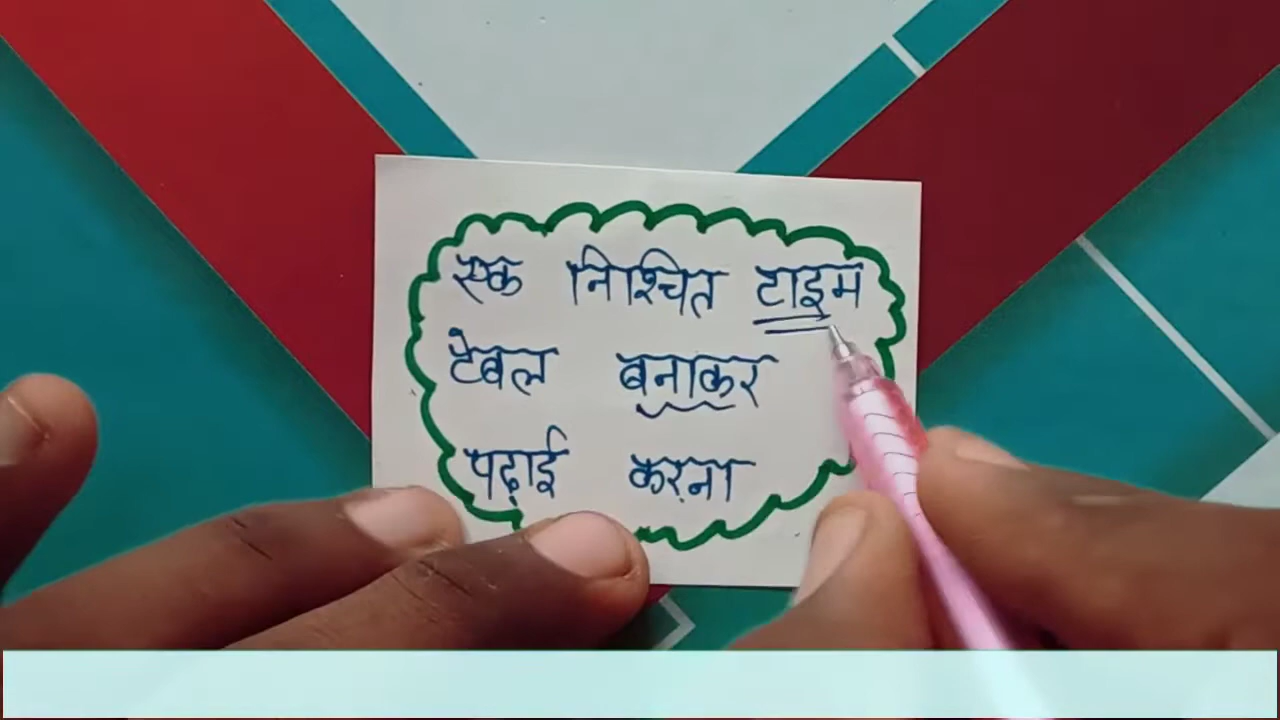 एक निश्चित टाइम
टेबल बनाकर
पढ़ाई करना